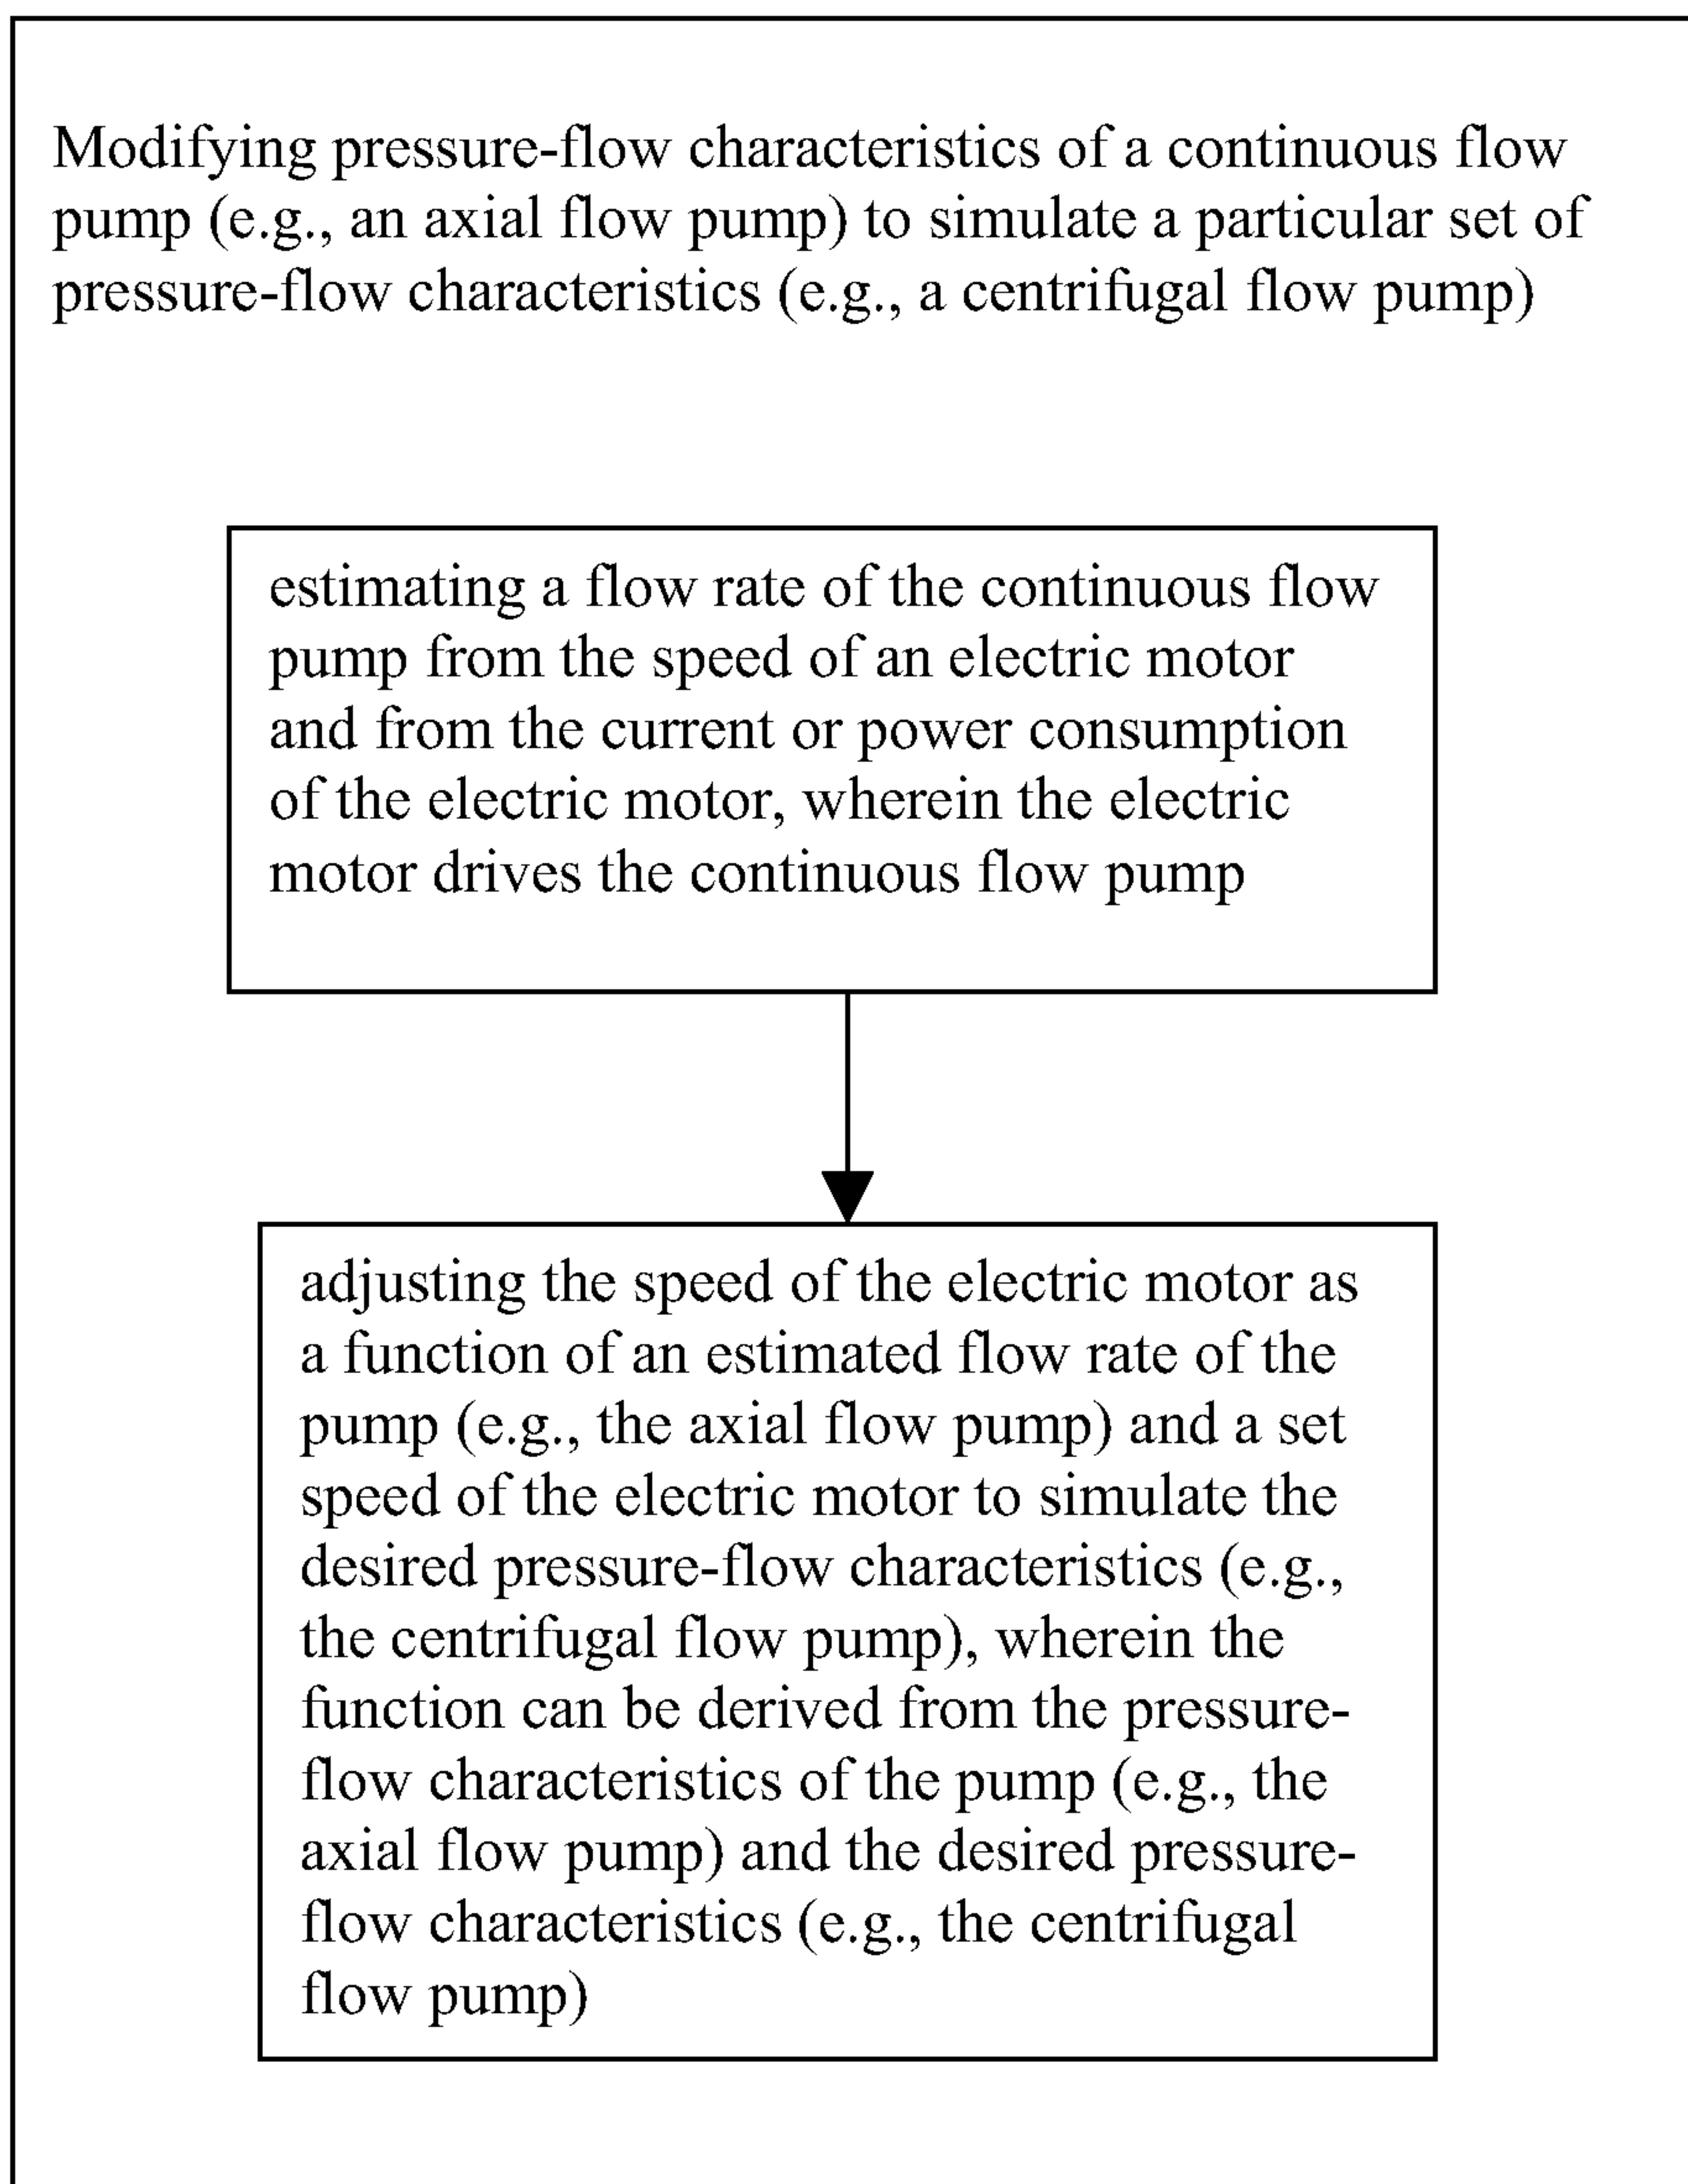 Modifying pressure-flow characteristics of a continuous flow
pump (e.g., an axial flow pump) to simulate a particular set of
pressure-flow characteristics (e.g., a centrifugal flow pump)
estimating a flow rate of the continuous flow
pump from the speed of an electric motor
and from the current or power consumption
of the electric motor, wherein the electric
motor drives the continuous flow pump
adjusting the speed of the electric motor as
a function of an estimated flow rate of the
pump (e.g., the axial flow pump) and a set
speed of the electric motor to simulate the
desired pressure-flow characteristics (e.g.,
the centrifugal flow pump), wherein the
function can be derived from the pressure-
flow characteristics of the pump (e.g., the
axial flow pump) and the desired pressure-
flow characteristics (e.g., the centrifugal
flow pump)